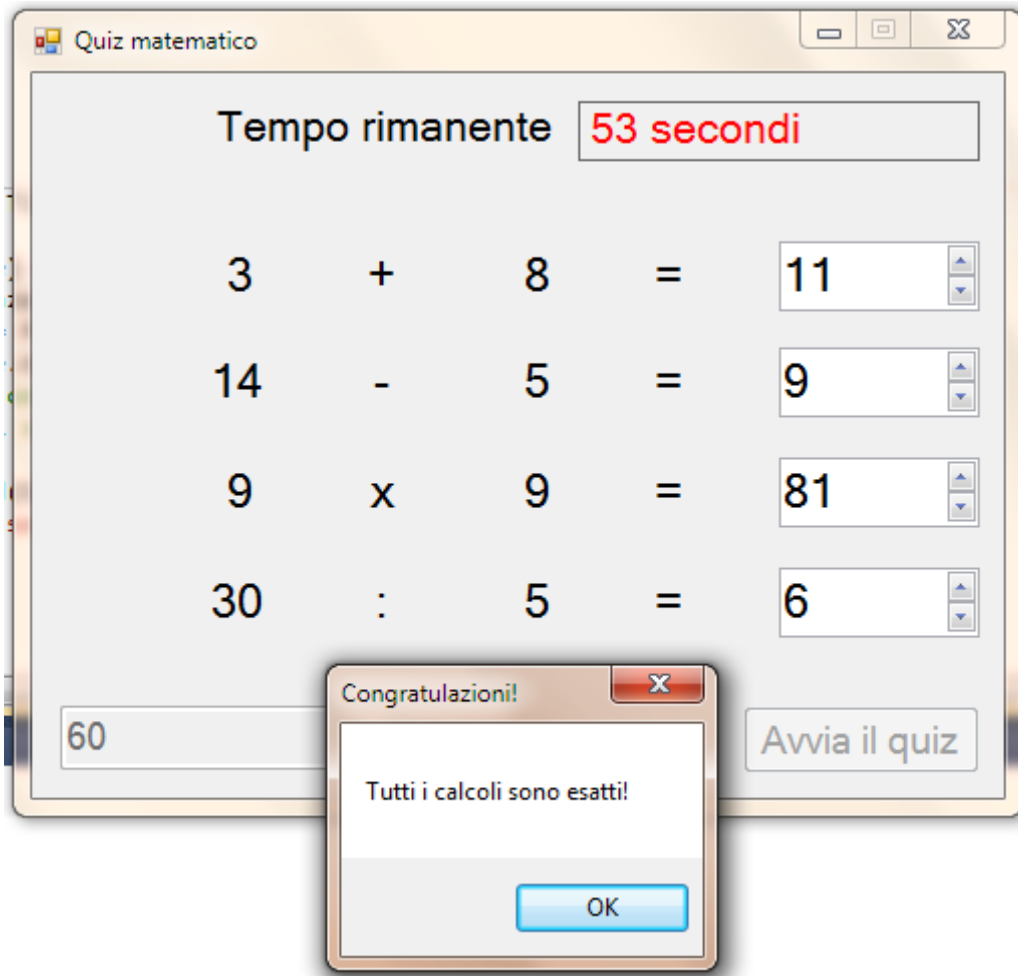 Quiz matematico
Tempo rimanente 53 secondi
3 + 8 = 11
14 - 5 = 9
9 x 9 = 81
30 : 5 = 6
60
Avvia il quiz
Congratulazioni!
Tutti i calcoli sono esatti!
OK